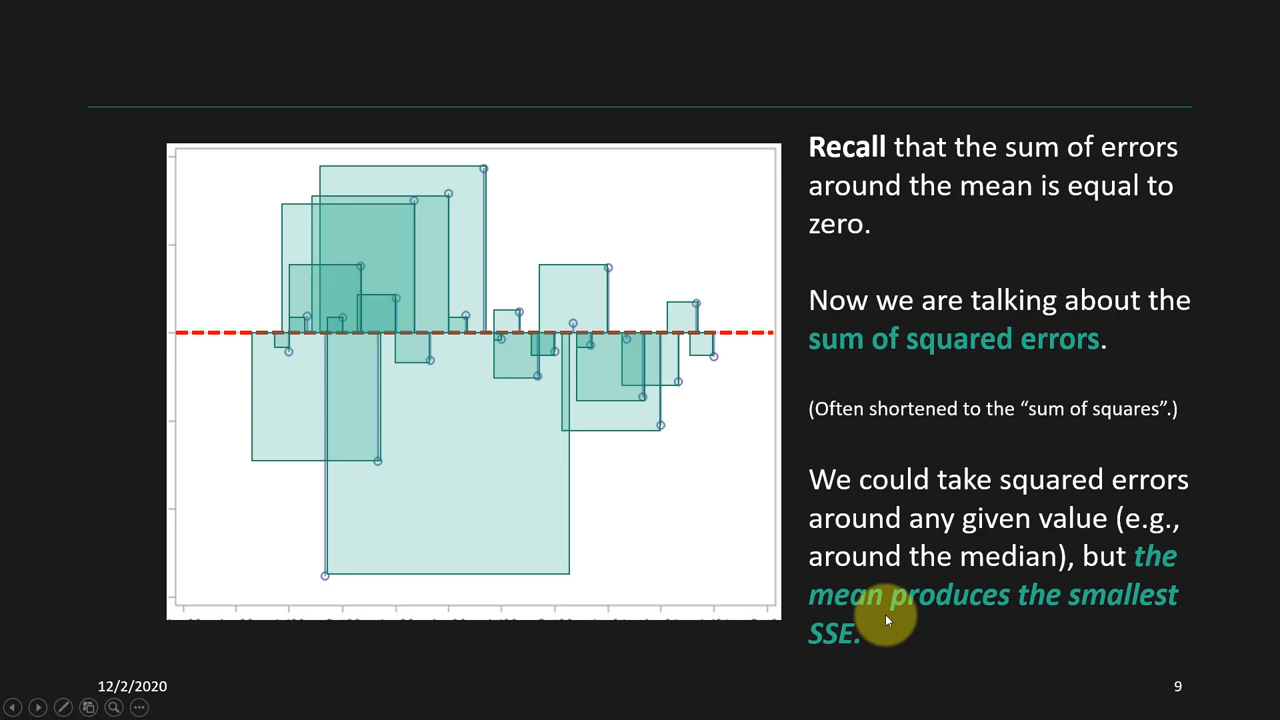 Recall that the sum of errors
around the mean is equal to
zero.
Now we are talking about the
sum of squared errors.
(Often shortened to the “sum of squares”.)
We could take squared errors
around any given value (e.g.,
around the median), but the
mean produces the smallest
SSE.
12/2/2020
9